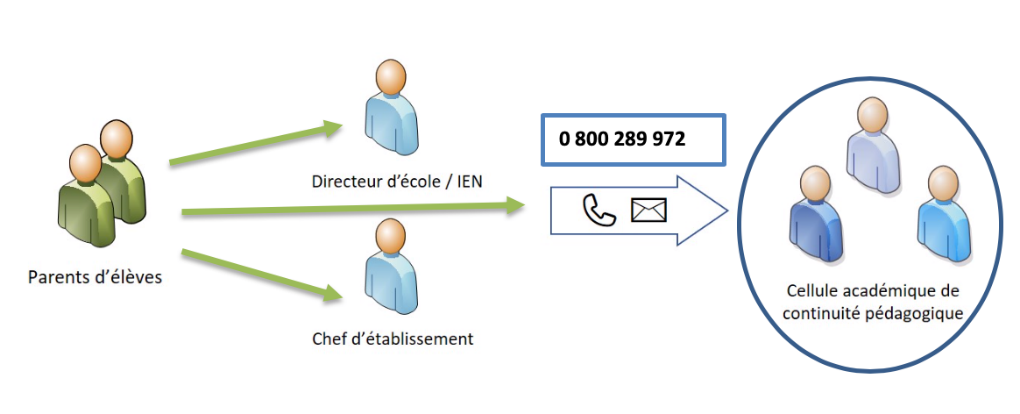 Parents d’élèves
Directeur d’école / IEN
Chef d’établissement
0 800 289 972
Cellule académique de
continuité pédagogique